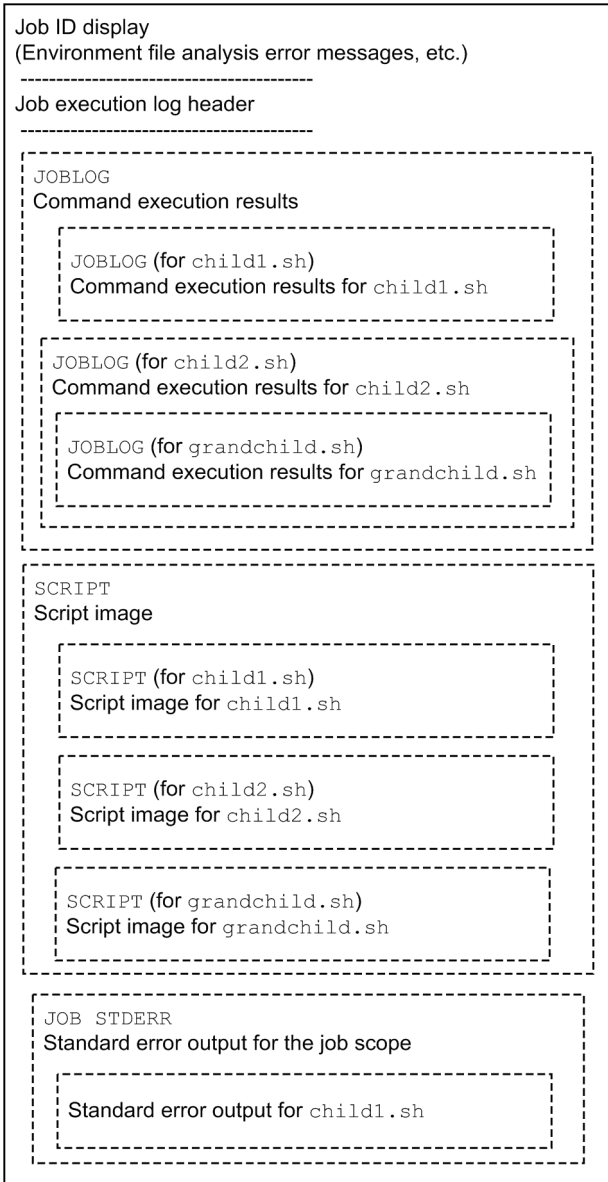 Job ID display
(Environment file analysis error messages, etc.)
-----------------------------------------
Job execution log header
-----------------------------------------
JOBLOG
Command execution results
JOBLOG (for child1.sh)
Command execution results for child1.sh
JOBLOG (for child2.sh)
Command execution results for child2.sh
JOBLOG (for grandchild.sh)
Command execution results for grandchild.sh
SCRIPT
Script image
SCRIPT (for child1.sh)
Script image for child1.sh
SCRIPT (for child2.sh)
Script image for child2.sh
SCRIPT (for grandchild.sh)
Script image for grandchild.sh
JOB STDERR
Standard error output for the job scope
Standard error output for child1.sh